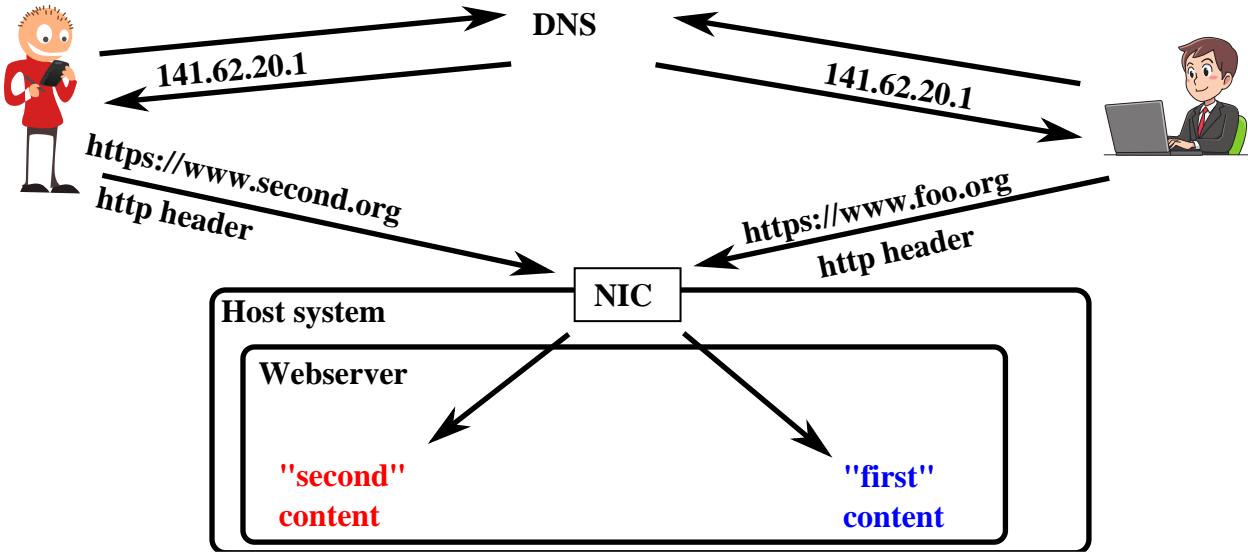 DNS
141.62.20.1
141.62.20.1
https://www.second.org
http header
https://www.foo.org
http header
NIC
Host system
Webserver
"second"
content
"first"
content